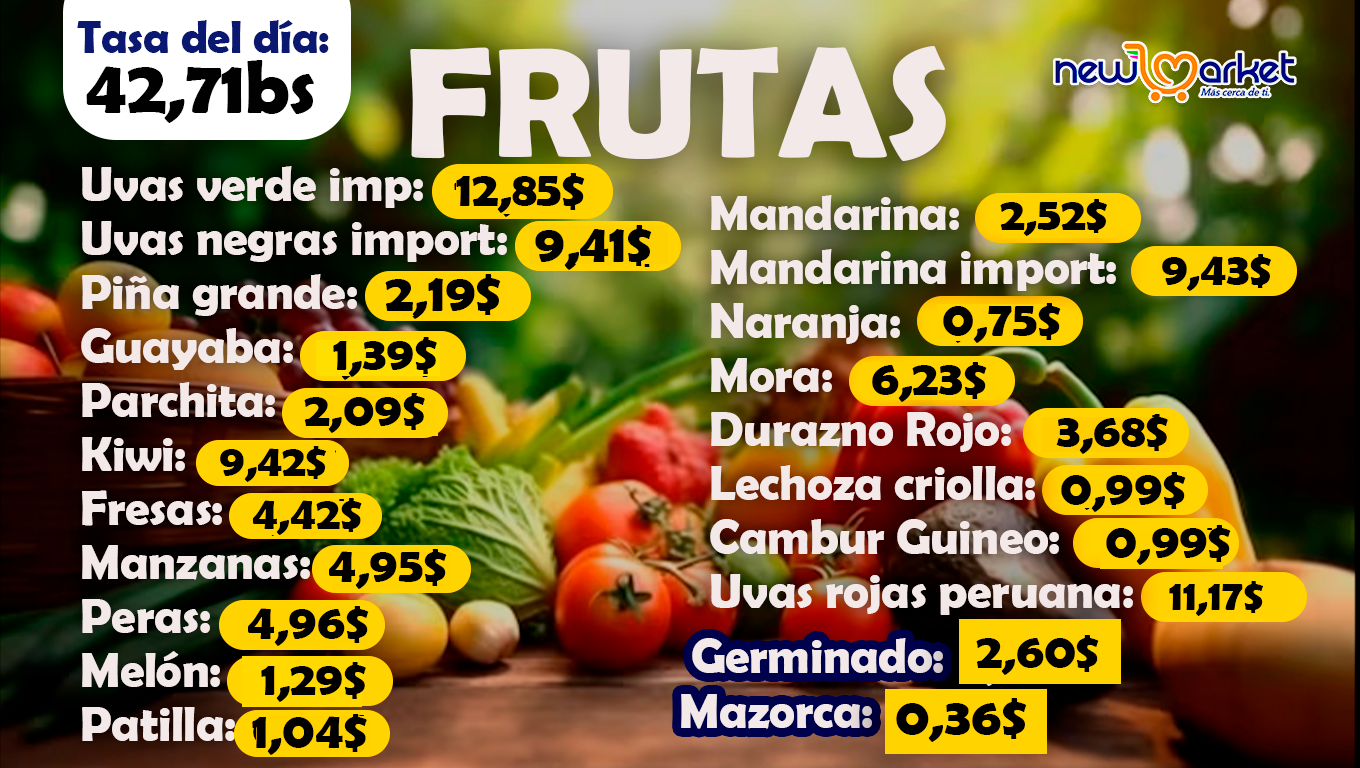 Tasa del día:
42,71bs
FRUTAS
new market
Más cerca de ti.
Uvas verde imp: 12,85$
Uvas negras import: 9,41$
Piña grande: 2,19$
Guayaba: 1,39$
Parchita: 2,09$
Kiwi: 9,42$
Fresas: 4,42$
Manzanas: 4,95$
Peras: 4,96$
Melón: 1,29$
Patilla: 1,04$
Mandarina: 2,52$
Mandarina import: 9,43$
Naranja: 0,75$
Mora: 6,23$
Durazno Rojo: 3,68$
Lechoza criolla: 0,99$
Cambur Guineo: 0,99$
Uvas rojas peruana: 11,17$
Germinado: 2,60$
Mazorca: 0,36$